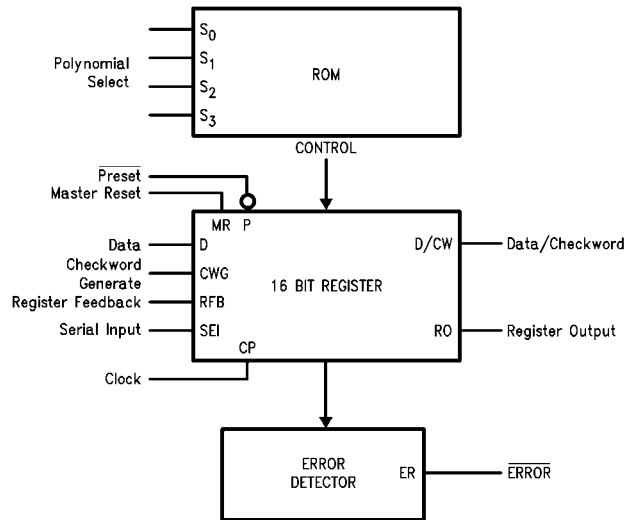 S0
Polynomial Select
S1
ROM
S2
S3
CONTROL
Preset
Master Reset
MR P
Data
D
D/CW
Data/Checkword
Checkword Generate
CWG
16 BIT REGISTER
Register Feedback
RFB
Serial Input
SEI
RO
Register Output
CP
Clock
ERROR DETECTOR
ER
ERROR